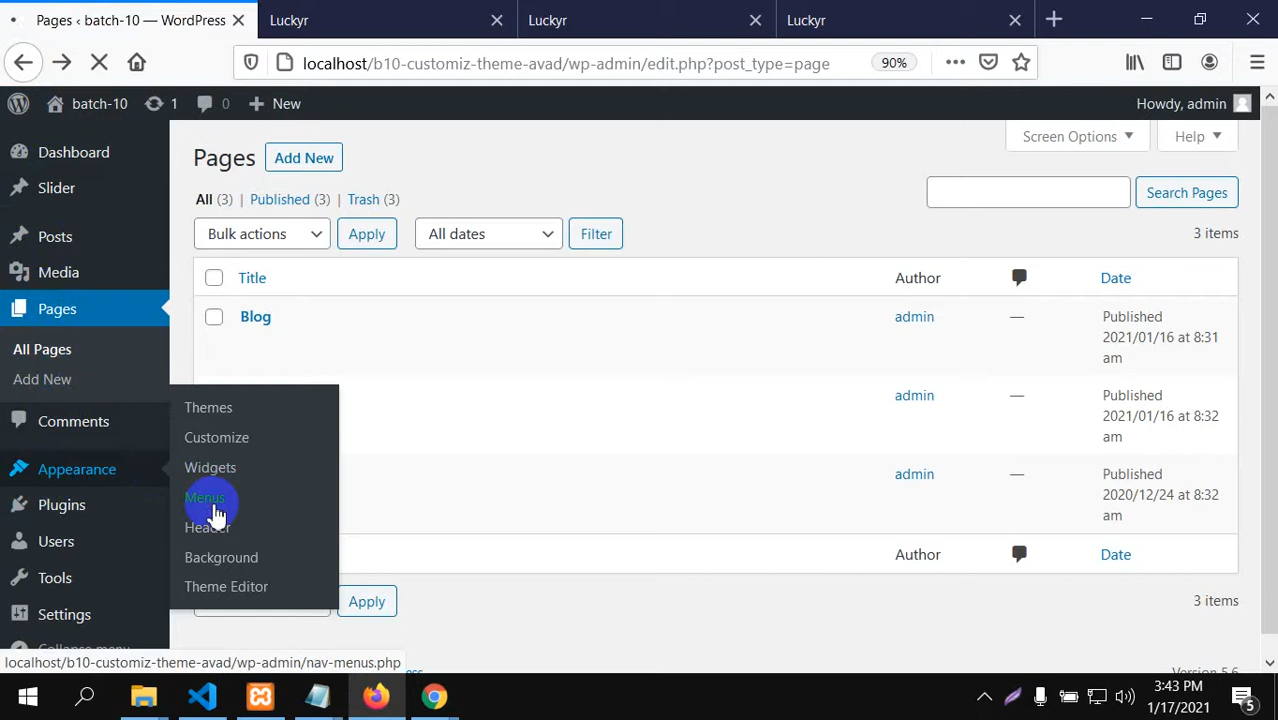 Pages ‹ batch-10 — WordPress
Luckyr
Luckyr
Luckyr
localhost/b10-customiz-theme-avad/wp-admin/edit.php?post_type=page
90%
batch-10
1
0
New
Howdy, admin
Dashboard
Slider
Posts
Media
Pages
All Pages
Add New
Comments
Appearance
Plugins
Users
Tools
Settings
Collapse menu
Themes
Customize
Widgets
Menus
Header
Background
Theme Editor
Pages
Add New
Screen Options
Help
All (3) | Published (3) | Trash (3)
Search Pages
Bulk actions
Apply
All dates
Filter
3 items
Title
Author
Date
Blog
admin
—
Published
2021/01/16 at 8:31
am
admin
—
Published
2021/01/16 at 8:32
am
admin
—
Published
2020/12/24 at 8:32
am
Author
Date
Apply
3 items
Version 5.6
localhost/b10-customiz-theme-avad/wp-admin/nav-menus.php
3:43 PM
1/17/2021
5